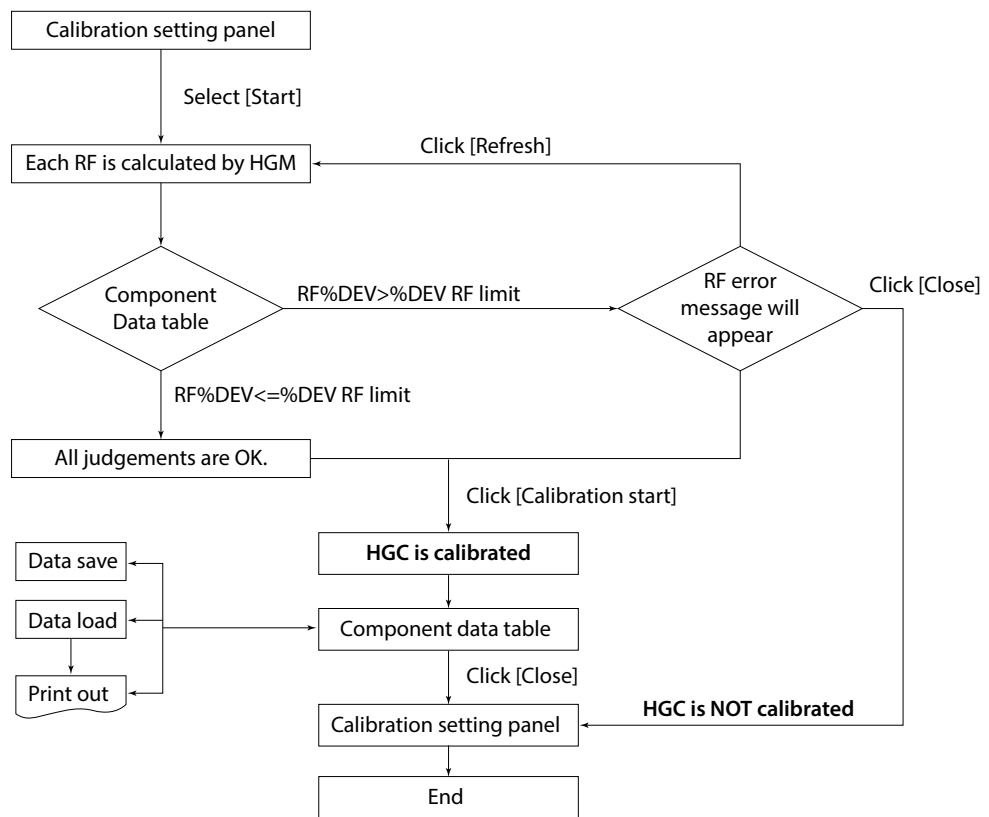 Calibration setting panel
Select [Start]
Click [Refresh]
Each RF is calculated by HGM
Component
Data table
RF%DEV>%DEV RF limit
RF error
message will
appear
Click [Close]
RF%DEV<=%DEV RF limit
All judgements are OK.
Click [Calibration start]
HGC is calibrated
Data save
Data load
Print out
Component data table
Click [Close]
Calibration setting panel
HGC is NOT calibrated
End